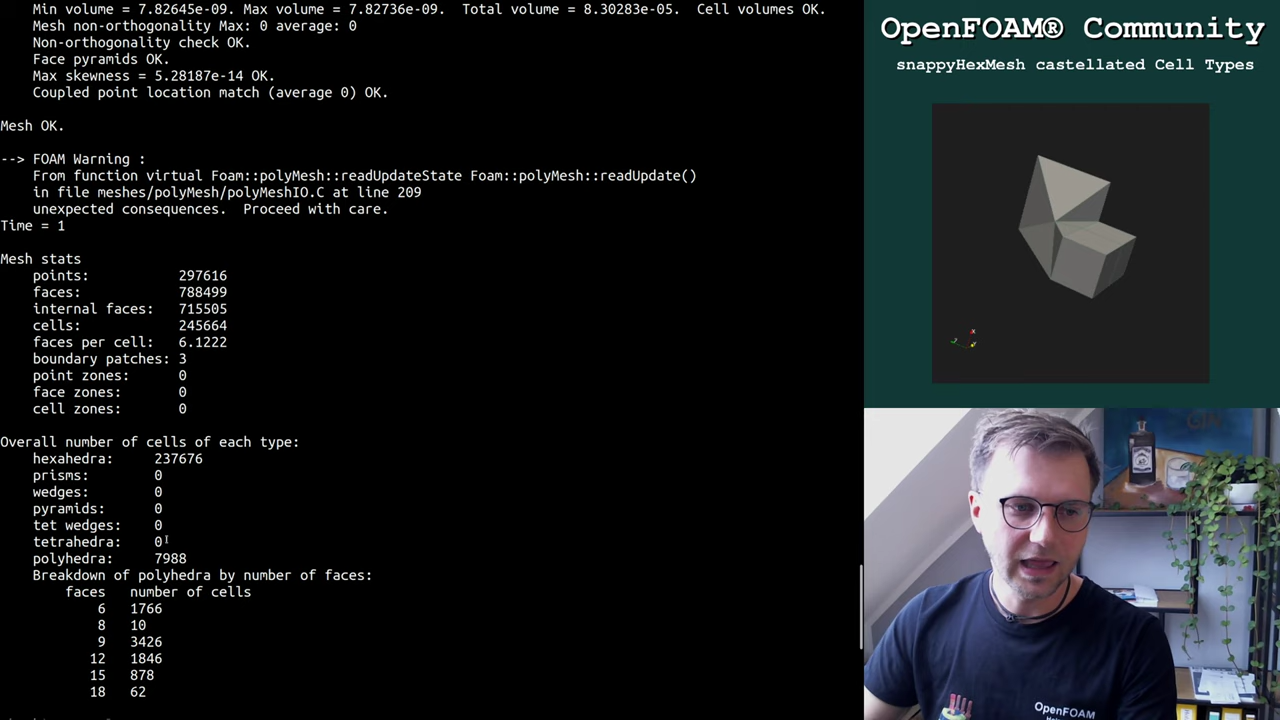 Min volume = 7.82645e-09. Max volume = 7.82736e-09.  Total volume = 8.30283e-05.  Cell volumes OK.
Mesh non-orthogonality Max: 0 average: 0
Non-orthogonality check OK.
Face pyramids OK.
Max skewness = 5.28187e-14 OK.
Coupled point location match (average 0) OK.
Mesh OK.
--> FOAM Warning :
From function virtual Foam::polyMesh::readUpdateState Foam::polyMesh::readUpdate()
in file meshes/polyMesh/polyMeshIO.C at line 209
unexpected consequences.  Proceed with care.
Time = 1
Mesh stats
points: 297616
faces: 788499
internal faces: 715505
cells: 245664
faces per cell: 6.1222
boundary patches: 3
point zones: 0
face zones: 0
cell zones: 0
Overall number of cells of each type:
hexahedra: 237676
prisms: 0
wedges: 0
pyramids: 0
tet wedges: 0
tetrahedra: 0
polyhedra: 7988
Breakdown of polyhedra by number of faces:
faces number of cells
6 1766
8 10
9 3426
12 1846
15 878
18 62
OpenFOAM® Community
snappyHexMesh castellated Cell Types
OpenFOAM